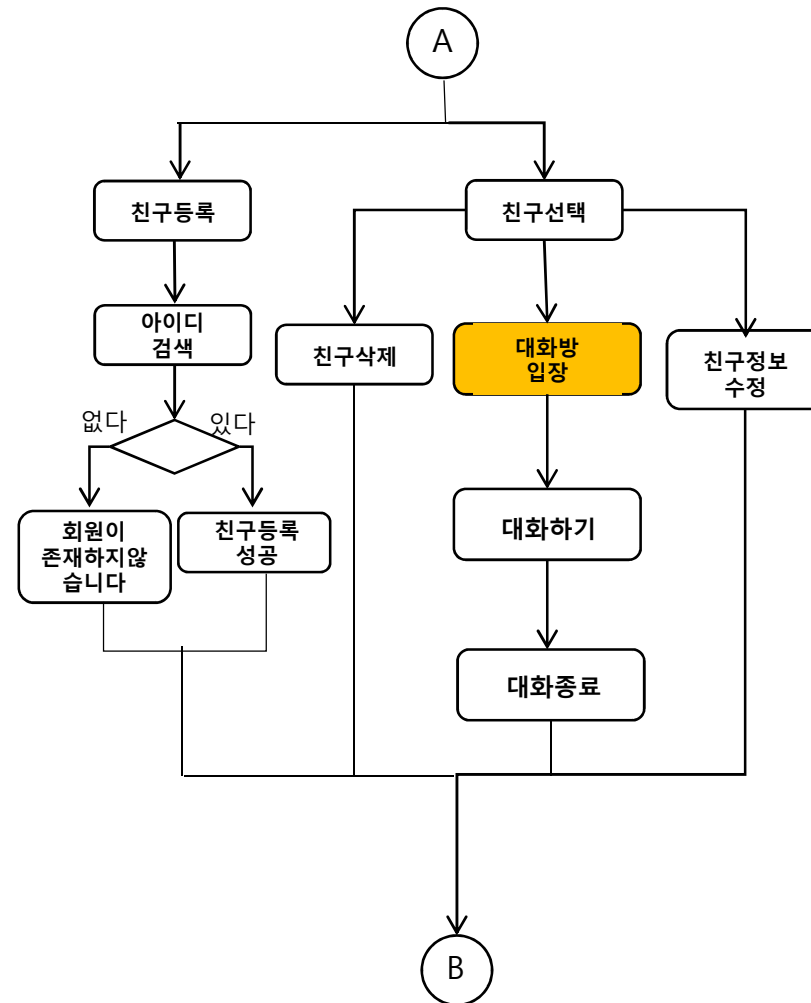 A
친구등록
친구선택
아이디
검색
친구삭제
대화방
입장
친구정보
수정
없다
있다
회원이
존재하지않
습니다
친구등록
성공
대화하기
대화종료
B